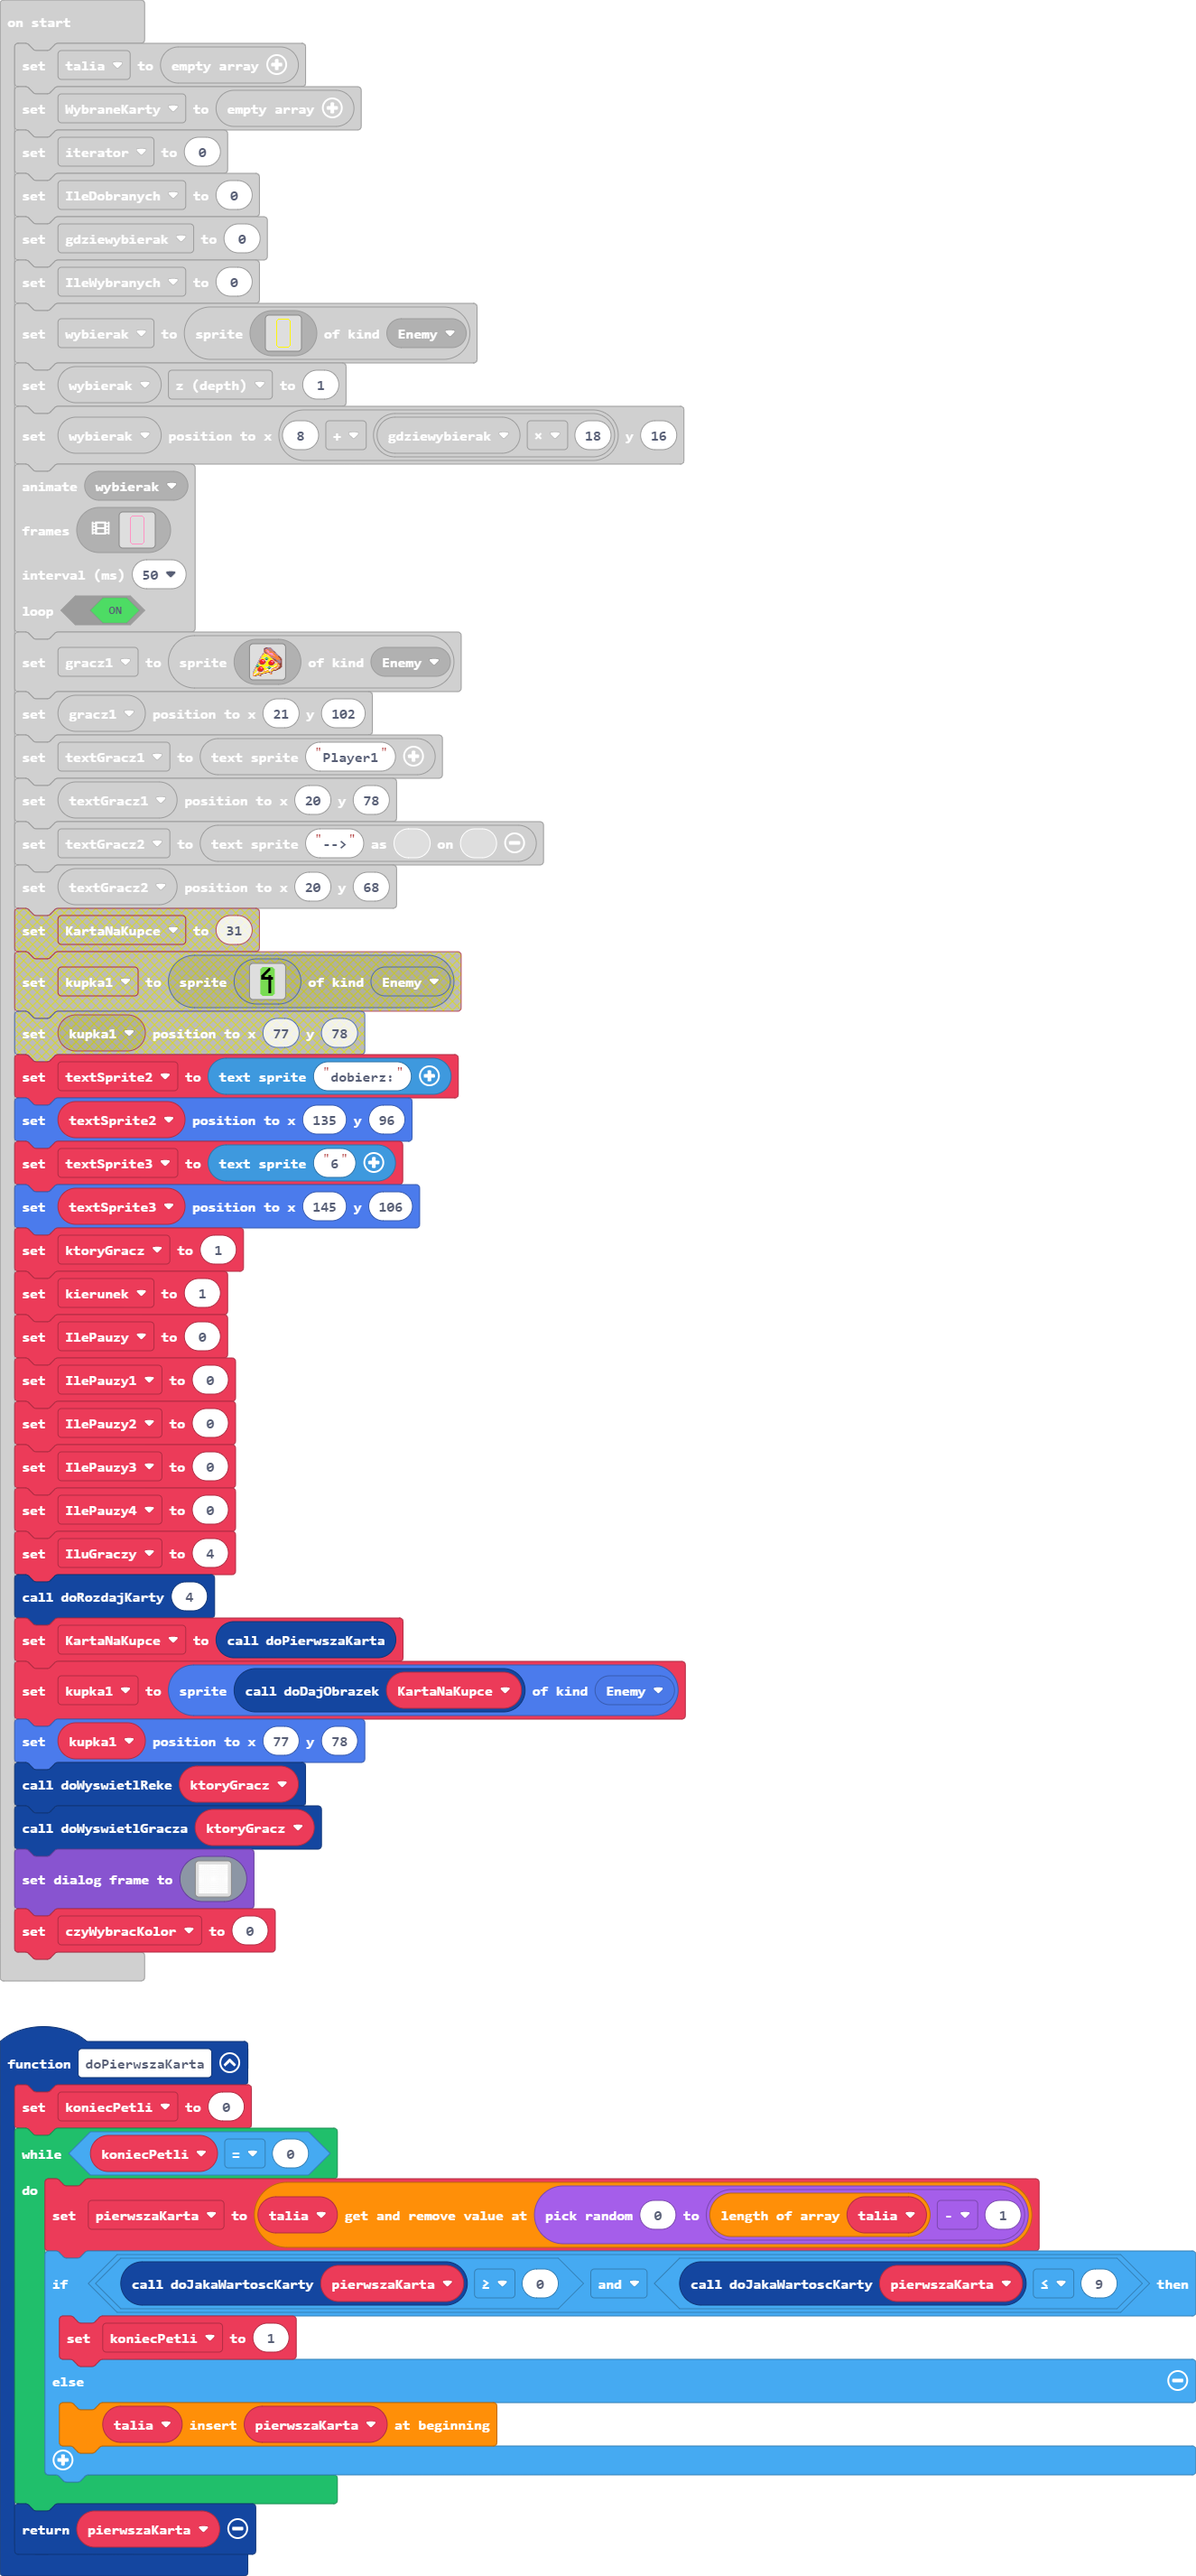 on start
set talia to empty array
set WybraneKarty to empty array
set iterator to 0
set IleDobranych to 0
set gdziewybierak to 0
set IleWybranych to 0
set wybierak to sprite of kind Enemy
set wybierak z (depth) to 1
set wybierak position to x 8 + gdziewybierak × 18 y 16
animate wybierak
frames
interval (ms) 50
loop ON
set gracz1 to sprite of kind Enemy
set gracz1 position to x 21 y 102
set textGracz1 to text sprite "Player1"
set textGracz1 position to x 20 y 78
set textGracz2 to text sprite "-->" as on
set textGracz2 position to x 20 y 68
set KartaNaKupce to 31
set kupka1 to sprite 4 of kind Enemy
set kupka1 position to x 77 y 78
set textSprite2 to text sprite "dobierz:"
set textSprite2 position to x 135 y 96
set textSprite3 to text sprite "6"
set textSprite3 position to x 145 y 106
set ktoryGracz to 1
set kierunek to 1
set IlePauzy to 0
set IlePauzy1 to 0
set IlePauzy2 to 0
set IlePauzy3 to 0
set IlePauzy4 to 0
set IluGraczy to 4
call doRozdajKarty 4
set KartaNaKupce to call doPierwszaKarta
set kupka1 to sprite call doDajObrazek KartaNaKupce of kind Enemy
set kupka1 position to x 77 y 78
call doWyswietlReke ktoryGracz
call doWyswietlGracza ktoryGracz
set dialog frame to
set czyWybracKolor to 0
function doPierwszaKarta
set koniecPetli to 0
while koniecPetli = 0
do
set pierwszaKarta to talia get and remove value at pick random 0 to length of array talia - 1
if call doJakaWartoscKarty pierwszaKarta ≥ 0 and call doJakaWartoscKarty pierwszaKarta ≤ 9 then
set koniecPetli to 1
else
talia insert pierwszaKarta at beginning
return pierwszaKarta